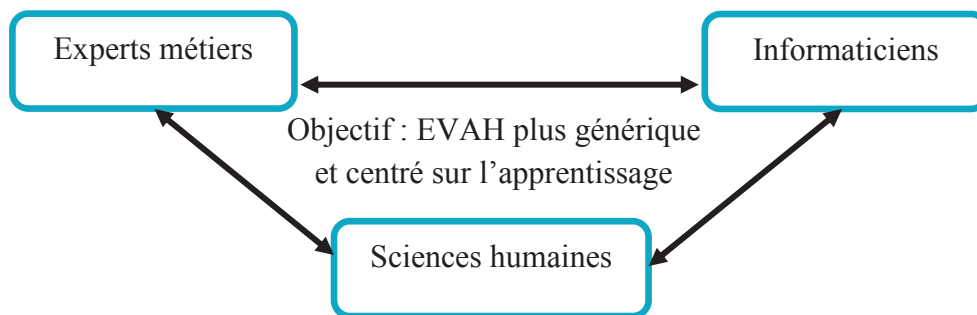 Experts métiers
Informaticiens
Objectif : EVAH plus générique
et centré sur l’apprentissage
Sciences humaines